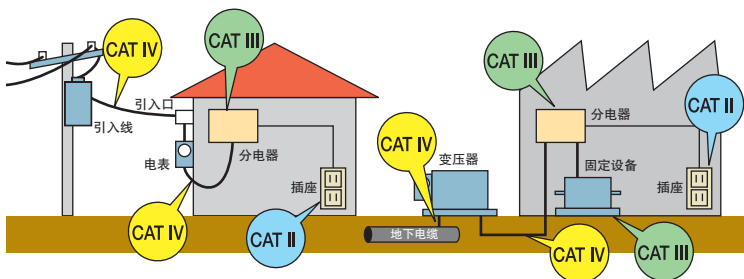 CAT IV
CAT III
引入口
引入线
电表
分电器
插座
CAT IV
CAT II
CAT IV
变压器
地下电缆
CAT IV
CAT III
分电器
CAT II
固定设备
插座
CAT III